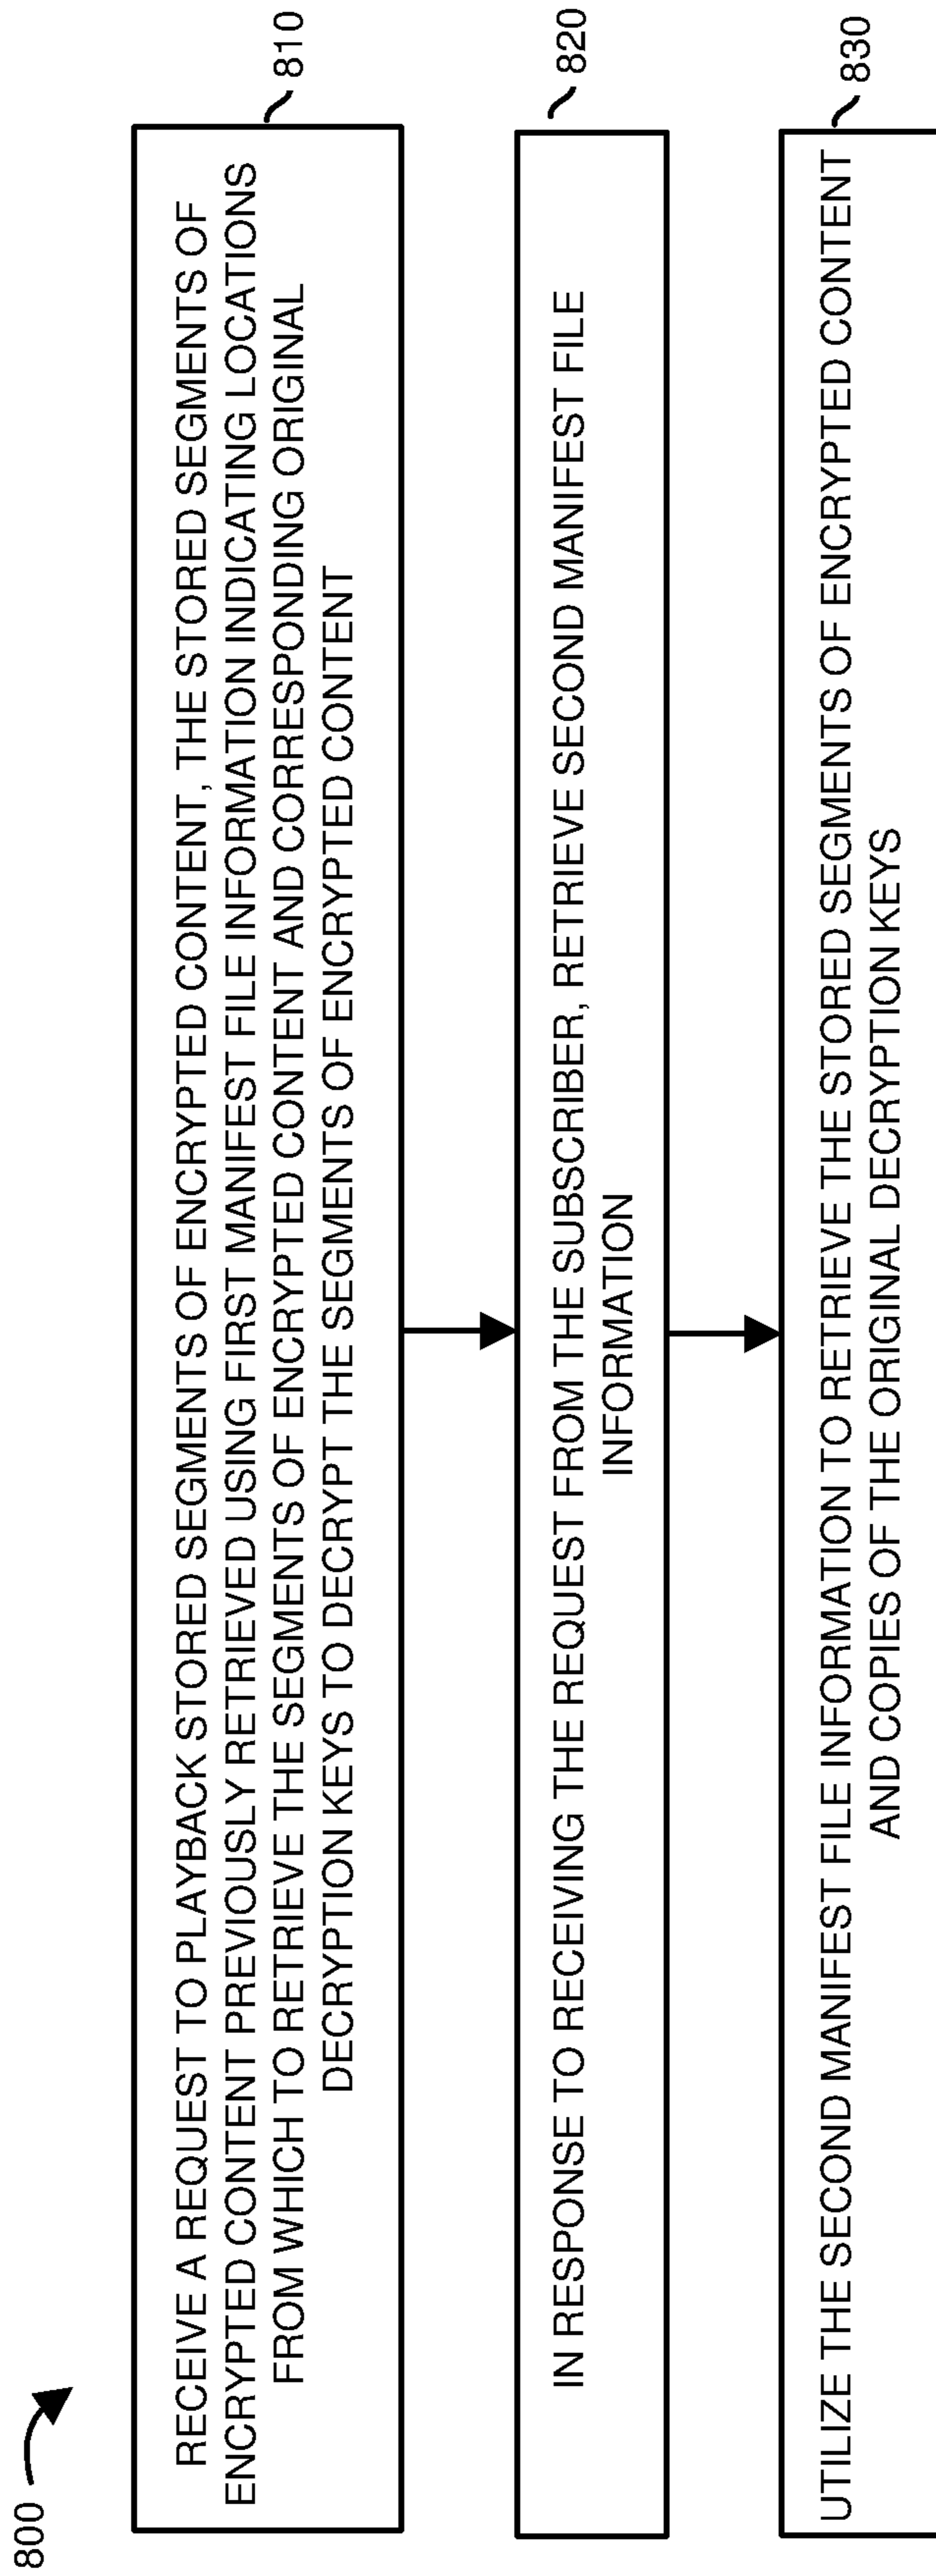 800
RECEIVE A REQUEST TO PLAYBACK STORED SEGMENTS OF ENCRYPTED CONTENT, THE STORED SEGMENTS OF
ENCRYPTED CONTENT PREVIOUSLY RETRIEVED USING FIRST MANIFEST FILE INFORMATION INDICATING LOCATIONS
FROM WHICH TO RETRIEVE THE SEGMENTS OF ENCRYPTED CONTENT AND CORRESPONDING ORIGINAL
DECRYPTION KEYS TO DECRYPT THE SEGMENTS OF ENCRYPTED CONTENT
810
IN RESPONSE TO RECEIVING THE REQUEST FROM THE SUBSCRIBER, RETRIEVE SECOND MANIFEST FILE
INFORMATION
820
UTILIZE THE SECOND MANIFEST FILE INFORMATION TO RETRIEVE THE STORED SEGMENTS OF ENCRYPTED CONTENT
AND COPIES OF THE ORIGINAL DECRYPTION KEYS
830